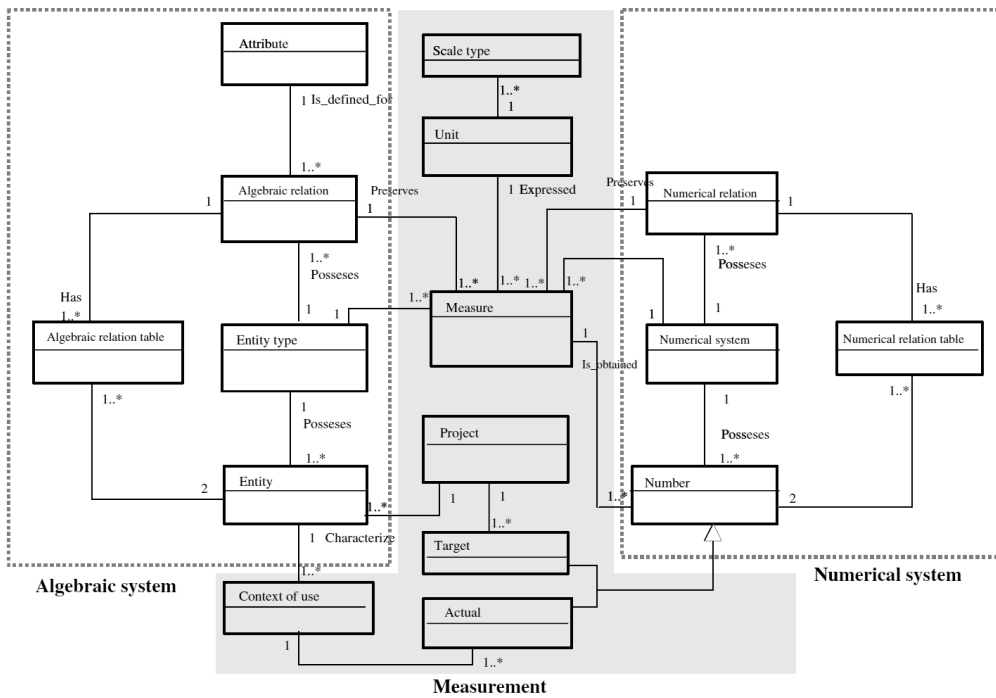 Attribute
Scale type
1 Is_defined_for
1..*
1
Unit
1..*
1 Expressed
Algebraic relation
Preserves
1
1
Preserves
1
Numerical relation
1
1..*
Posseses
1..*
1..*
1..*
1..*
1..*
Posseses
Has
1..*
1
1
1..*
Measure
1
1
Has
1..*
Algebraic relation table
Entity type
1
Is_obtained
Numerical system
Numerical relation table
1..*
1
Posseses
1..*
1
Posseses
1..*
1..*
Project
Entity
2
1..*
1
1
1..*
Number
2
1 Characterize
1..*
Target
1..*
Algebraic system
Context of use
Actual
Numerical system
1
1..*
Measurement